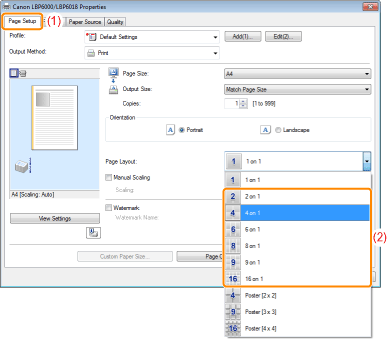 Canon LBP6000/LBP6018 Properties
Page Setup
(1)
Paper Source
Quality
Profile:
Default Settings
Add(1)...
Edit(2)...
Output Method:
Print
Page Size:
A4
Output Size:
Match Page Size
Copies:
1
[1 to 999]
Orientation
A
Portrait
A
Landscape
Page Layout:
1
1 on 1
Manual Scaling
Scaling:
A4 [Scaling: Auto]
Watermark
Watermark Name:
View Settings
Custom Paper Size...
Page O
1 1 on 1
2 2 on 1
4 4 on 1
6 6 on 1
8 8 on 1
9 9 on 1
16 16 on 1
(2)
4 Poster [2 x 2]
9 Poster [3 x 3]
16 Poster [4 x 4]